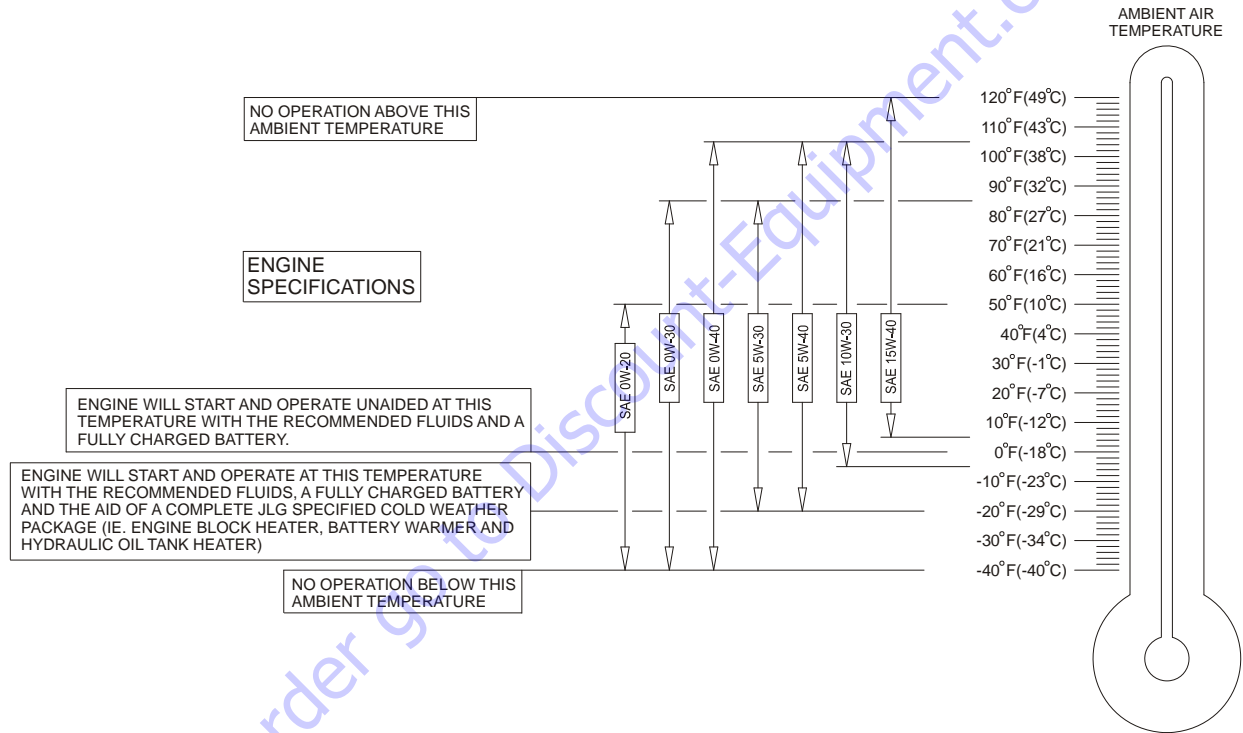 AMBIENT AIR
TEMPERATURE
NO OPERATION ABOVE THIS
AMBIENT TEMPERATURE
120°F(49°C)
110°F(43°C)
100°F(38°C)
90°F(32°C)
80°F(27°C)
70°F(21°C)
60°F(16°C)
50°F(10°C)
40°F(4°C)
30°F(-1°C)
20°F(-7°C)
10°F(-12°C)
0°F(-18°C)
-10°F(-23°C)
-20°F(-29°C)
-30°F(-34°C)
-40°F(-40°C)
ENGINE
SPECIFICATIONS
SAE 0W-20
SAE 0W-30
SAE 0W-40
SAE 5W-30
SAE 5W-40
SAE 10W-30
SAE 15W-40
ENGINE WILL START AND OPERATE UNAIDED AT THIS
TEMPERATURE WITH THE RECOMMENDED FLUIDS AND A
FULLY CHARGED BATTERY.
ENGINE WILL START AND OPERATE AT THIS TEMPERATURE
WITH THE RECOMMENDED FLUIDS, A FULLY CHARGED BATTERY
AND THE AID OF A COMPLETE JLG SPECIFIED COLD WEATHER
PACKAGE (IE. ENGINE BLOCK HEATER, BATTERY WARMER AND
HYDRAULIC OIL TANK HEATER)
NO OPERATION BELOW THIS
AMBIENT TEMPERATURE
go to Discount-Equipment.c